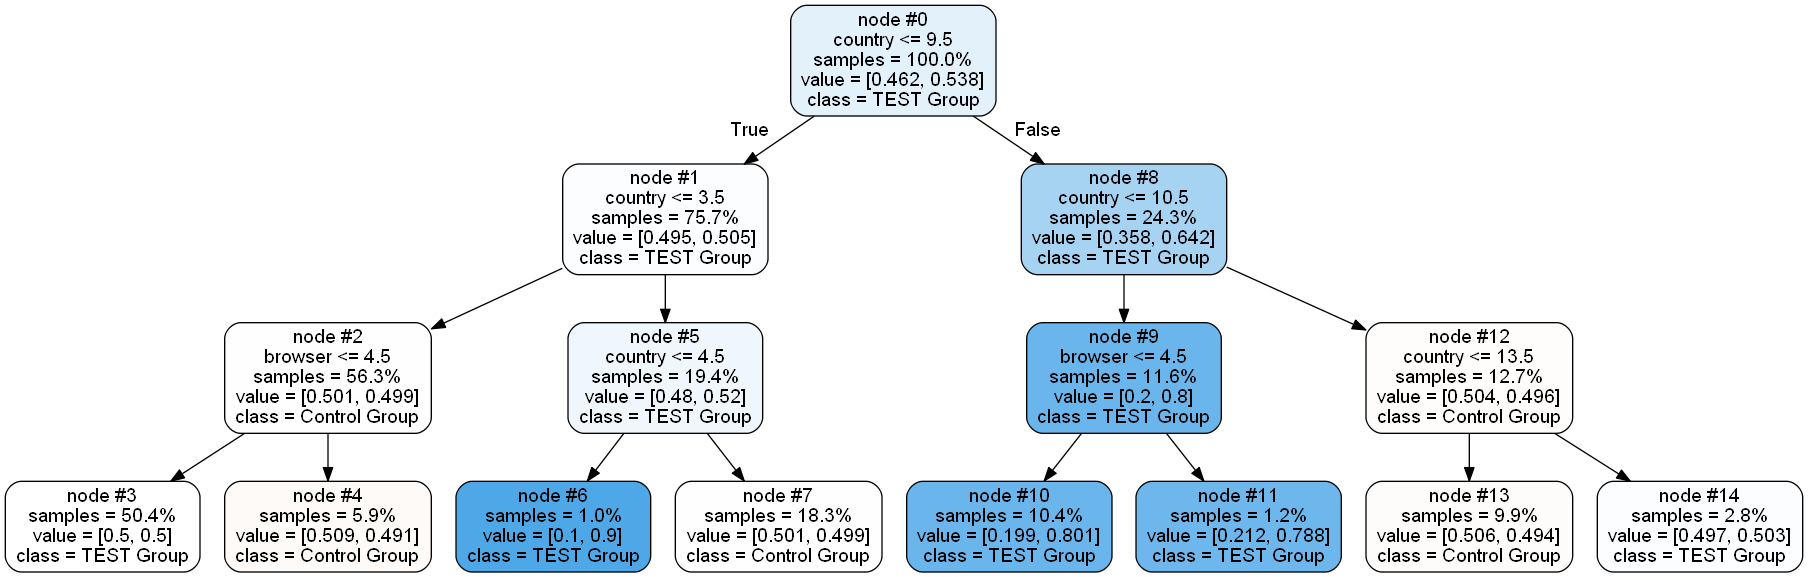 node #0
country <= 9.5
samples = 100.0%
value = [0.462, 0.538]
class = TEST Group
True
False
node #1
country <= 3.5
samples = 75.7%
value = [0.495, 0.505]
class = TEST Group
node #8
country <= 10.5
samples = 24.3%
value = [0.358, 0.642]
class = TEST Group
node #2
browser <= 4.5
samples = 56.3%
value = [0.501, 0.499]
class = Control Group
node #5
country <= 4.5
samples = 19.4%
value = [0.48, 0.52]
class = TEST Group
node #9
browser <= 4.5
samples = 11.6%
value = [0.2, 0.8]
class = TEST Group
node #12
country <= 13.5
samples = 12.7%
value = [0.504, 0.496]
class = Control Group
node #3
samples = 50.4%
value = [0.5, 0.5]
class = TEST Group
node #4
samples = 5.9%
value = [0.509, 0.491]
class = Control Group
node #6
samples = 1.0%
value = [0.1, 0.9]
class = TEST Group
node #7
samples = 18.3%
value = [0.501, 0.499]
class = Control Group
node #10
samples = 10.4%
value = [0.199, 0.801]
class = TEST Group
node #11
samples = 1.2%
value = [0.212, 0.788]
class = TEST Group
node #13
samples = 9.9%
value = [0.506, 0.494]
class = Control Group
node #14
samples = 2.8%
value = [0.497, 0.503]
class = TEST Group